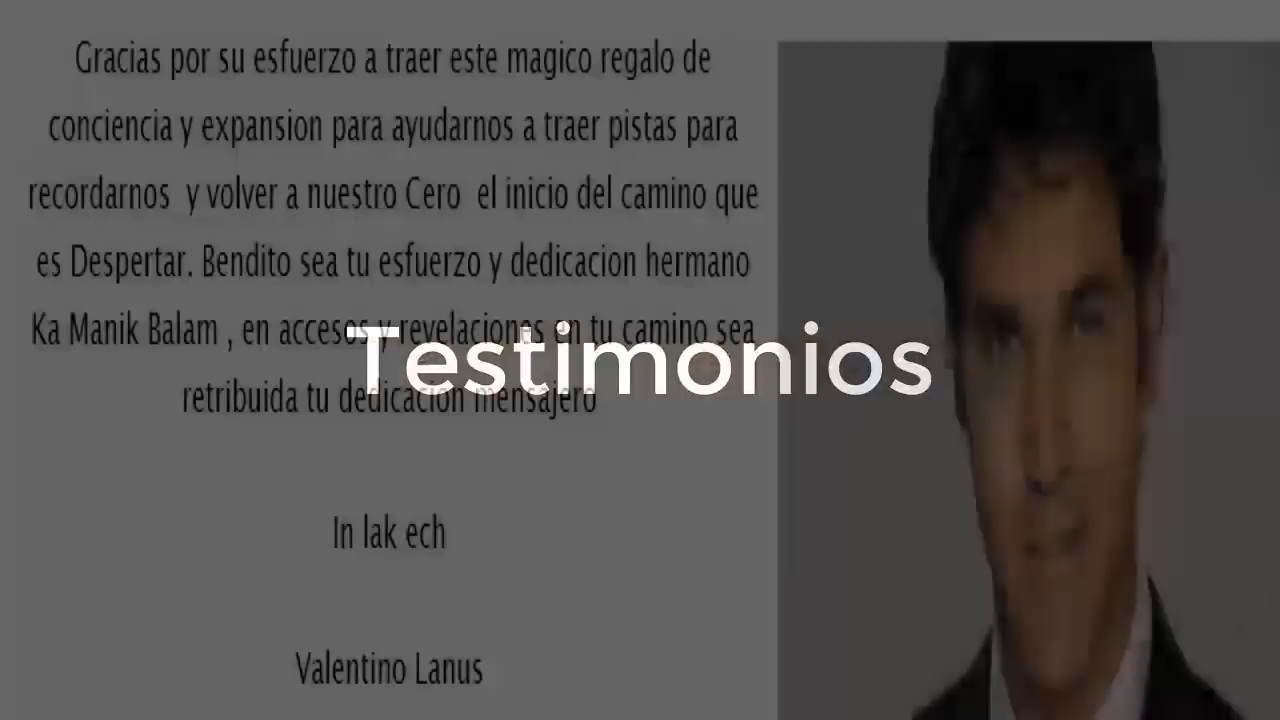 Gracias por su esfuerzo a traer este magico regalo de
conciencia y expansion para ayudarnos a traer pistas para
recordarnos y volver a nuestro Cero el inicio del camino que
es Despertar. Bendito sea tu esfuerzo y dedicacion hermano
Ka Manik Balam , en accesos y revelaciones en tu camino sea
retribuida tu dedicacion mensajero
Testimonios
In lak ech
Valentino Lanus